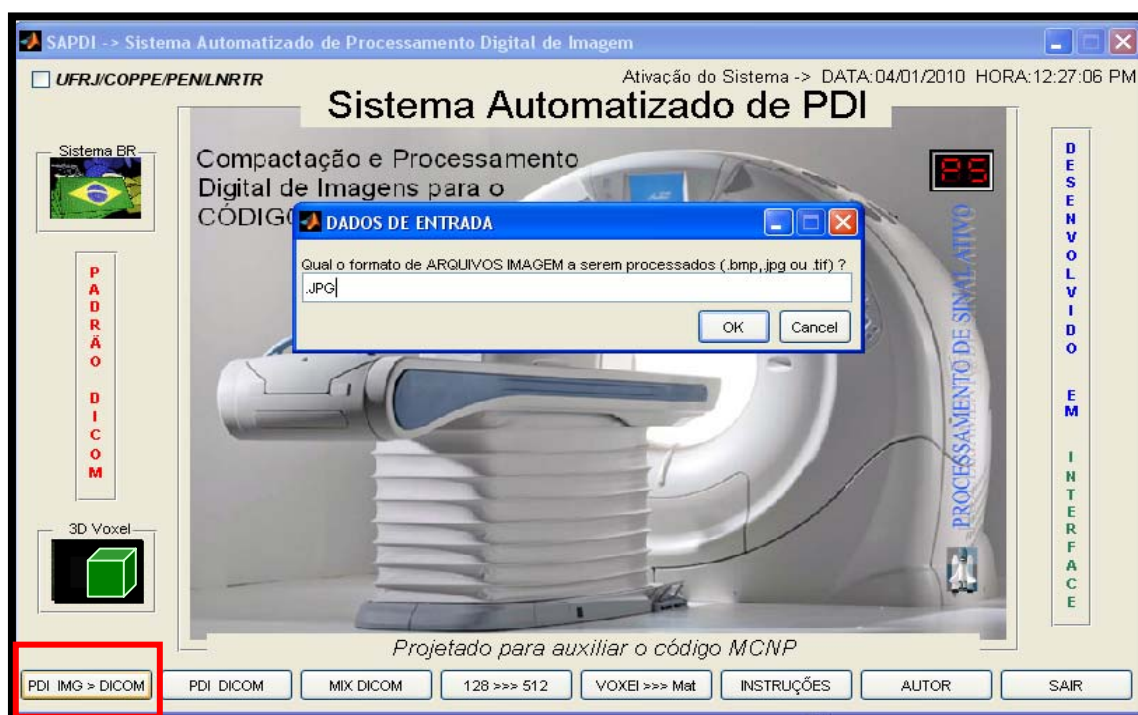 SAPDI -> Sistema Automatizado de Processamento Digital de Imagem
UFRJ/COPPE/PEN/LNRTR
Ativação do Sistema -> DATA:04/01/2010 HORA:12:27:06 PM
Sistema Automatizado de PDI
Sistema BR
Compactação e Processamento
Digital de Imagens para o
CÓDIG
DADOS DE ENTRADA
Qual o formato de ARQUIVOS IMAGEM a serem processados (.bmp,.jpg ou .tif) ?
.JPG
OK
Cancel
PADRÃO DICOM
3D Voxel
PROCESSAMENTO DE SINAL ATIVO
DESENVOLVIDO EM INTERFACE
Projetado para auxiliar o código MCNP
PDI IMG > DICOM
PDI DICOM
MIX DICOM
128 >>> 512
VOXEl >>> Mat
INSTRUÇÕES
AUTOR
SAIR